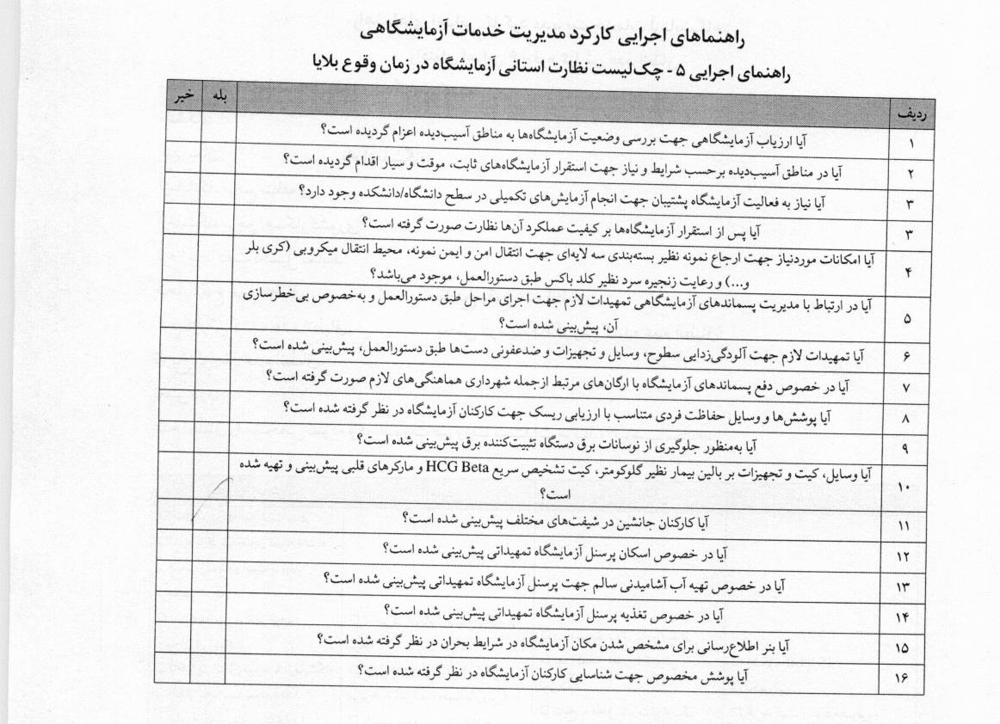 راهنماهای اجرایی کارکرد مدیریت خدمات آزمایشگاهی
راهنمای اجرایی ۵ - چک‌لیست نظارت استانی آزمایشگاه در زمان وقوع بلایا
ردیف بله خیر
۱ آیا ارزیاب آزمایشگاهی جهت بررسی وضعیت آزمایشگاه‌ها به مناطق آسیب‌دیده اعزام گردیده است؟
۲ آیا در مناطق آسیب‌دیده برحسب شرایط و نیاز جهت استقرار آزمایشگاه‌های ثابت، موقت و سیار اقدام گردیده است؟
۳ آیا نیاز به فعالیت آزمایشگاه پشتیبان جهت انجام آزمایش‌های تکمیلی در سطح دانشگاه/دانشکده وجود دارد؟
۳ آیا پس از استقرار آزمایشگاه‌ها بر کیفیت عملکرد آن‌ها نظارت صورت گرفته است؟
۴ آیا امکانات موردنیاز جهت ارجاع نمونه نظیر بسته‌بندی سه لایه‌ای جهت انتقال امن و ایمن نمونه، محیط انتقال میکروبی (کری بلر
و...) و رعایت زنجیره سرد نظیر کلد باکس طبق دستورالعمل، موجود می‌باشد؟
۵ آیا در ارتباط با مدیریت پسماندهای آزمایشگاهی تمهیدات لازم جهت اجرای مراحل طبق دستورالعمل و به‌خصوص بی‌خطرسازی
آن، پیش‌بینی شده است؟
۶ آیا تمهیدات لازم جهت آلودگی‌زدایی سطوح، وسایل و تجهیزات و ضدعفونی دست‌ها طبق دستورالعمل، پیش‌بینی شده است؟
۷ آیا در خصوص دفع پسماندهای آزمایشگاه با ارگان‌های مرتبط ازجمله شهرداری هماهنگی‌های لازم صورت گرفته است؟
۸ آیا پوشش‌ها و وسایل حفاظت فردی متناسب با ارزیابی ریسک جهت کارکنان آزمایشگاه در نظر گرفته شده است؟
۹ آیا به‌منظور جلوگیری از نوسانات برق دستگاه تثبیت‌کننده برق پیش‌بینی شده است؟
۱۰ آیا وسایل، کیت و تجهیزات بر بالین بیمار نظیر گلوکومتر، کیت تشخیص سریع HCG Beta و مارکرهای قلبی پیش‌بینی و تهیه شده
است؟
۱۱ آیا کارکنان جانشین در شیفت‌های مختلف پیش‌بینی شده است؟
۱۲ آیا در خصوص اسکان پرسنل آزمایشگاه تمهیداتی پیش‌بینی شده است؟
۱۳ آیا در خصوص تهیه آب آشامیدنی سالم جهت پرسنل آزمایشگاه تمهیداتی پیش‌بینی شده است؟
۱۴ آیا در خصوص تغذیه پرسنل آزمایشگاه تمهیداتی پیش‌بینی شده است؟
۱۵ آیا بنر اطلاع‌رسانی برای مشخص شدن مکان آزمایشگاه در شرایط بحران در نظر گرفته شده است؟
۱۶ آیا پوشش مخصوص جهت شناسایی کارکنان آزمایشگاه در نظر گرفته شده است؟